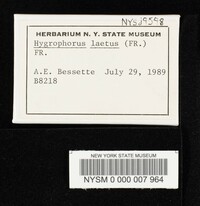 NYSf9598
HERBARIUM N. Y. STATE MUSEUM
Hygrophorus laetus (FR.)
FR.
A.E. Bessette July 29, 1989
B8218
NEW YORK STATE MUSEUM
NYSM 0 000 007 964